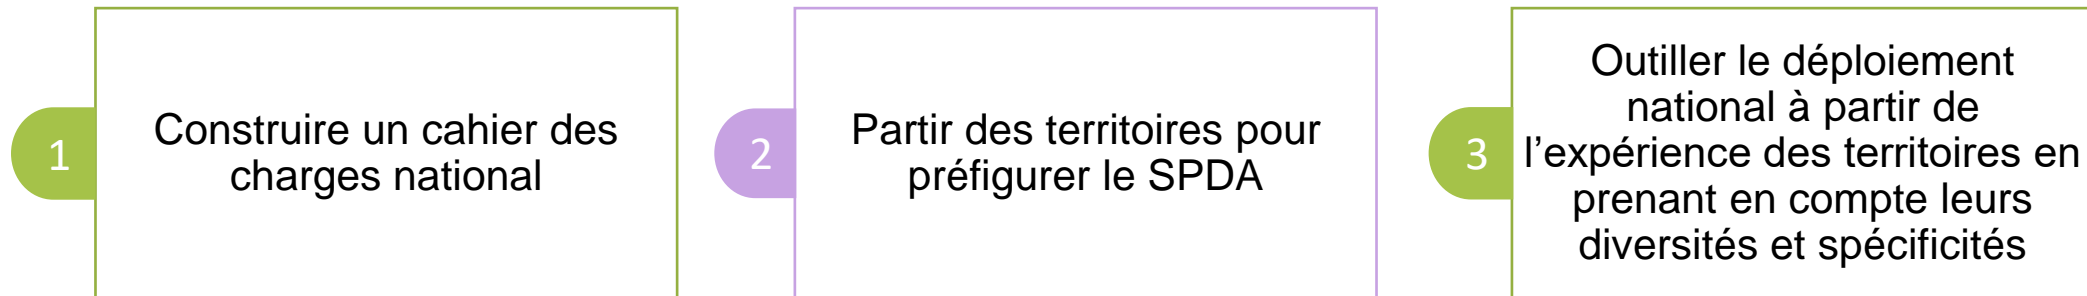 1
Construire un cahier des
charges national
2
Partir des territoires pour
préfigurer le SPDA
3
Outiller le déploiement
national à partir de
l’expérience des territoires en
prenant en compte leurs
diversités et spécificités